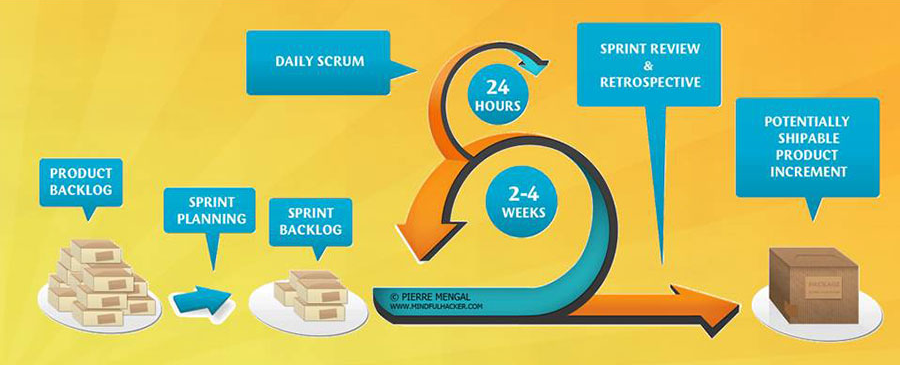 PRODUCT
BACKLOG
SPRINT
PLANNING
SPRINT
BACKLOG
DAILY SCRUM
24
HOURS
2-4
WEEKS
© PIERRE MENGAL
WWW.MINDFULHACKER.COM
SPRINT REVIEW
&
RETROSPECTIVE
POTENTIALLY
SHIPABLE
PRODUCT
INCREMENT